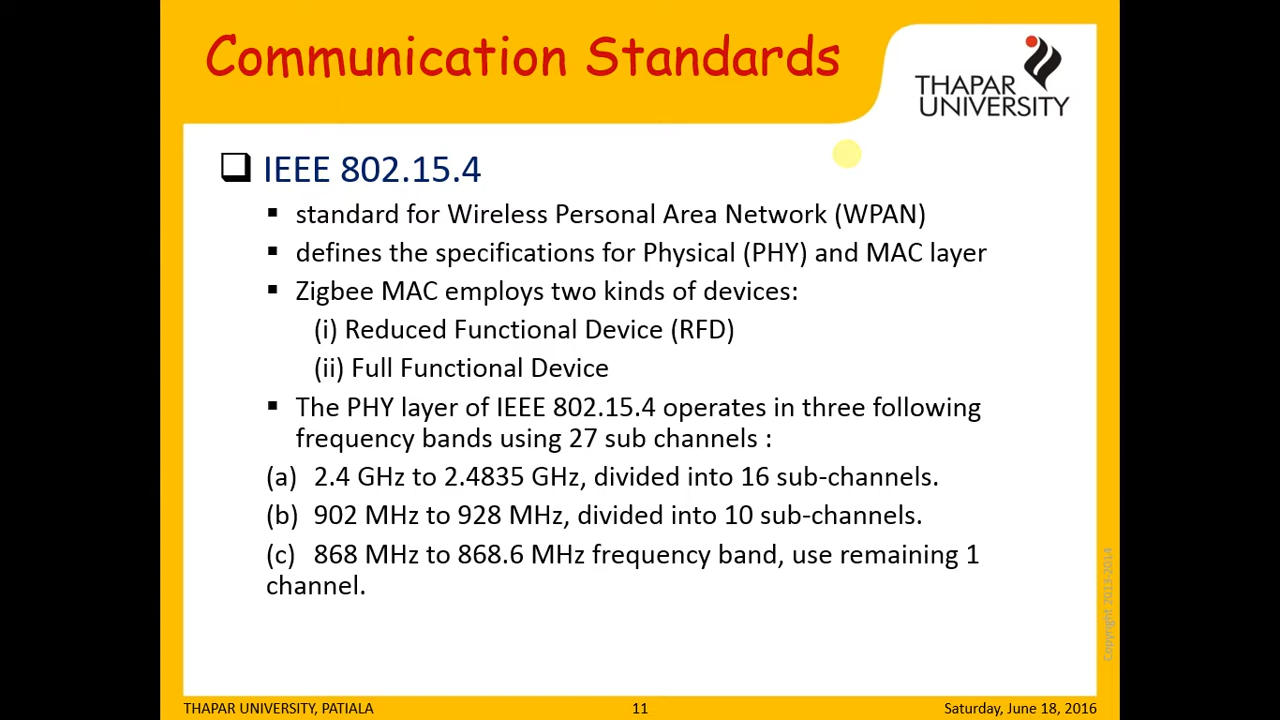 Communication Standards
THAPAR
UNIVERSITY
IEEE 802.15.4
▪ standard for Wireless Personal Area Network (WPAN)
▪ defines the specifications for Physical (PHY) and MAC layer
▪ Zigbee MAC employs two kinds of devices:
(i) Reduced Functional Device (RFD)
(ii) Full Functional Device
▪ The PHY layer of IEEE 802.15.4 operates in three following
frequency bands using 27 sub channels :
(a) 2.4 GHz to 2.4835 GHz, divided into 16 sub-channels.
(b) 902 MHz to 928 MHz, divided into 10 sub-channels.
(c) 868 MHz to 868.6 MHz frequency band, use remaining 1
channel.
Copyright 2013-2014
THAPAR UNIVERSITY, PATIALA
11
Saturday, June 18, 2016